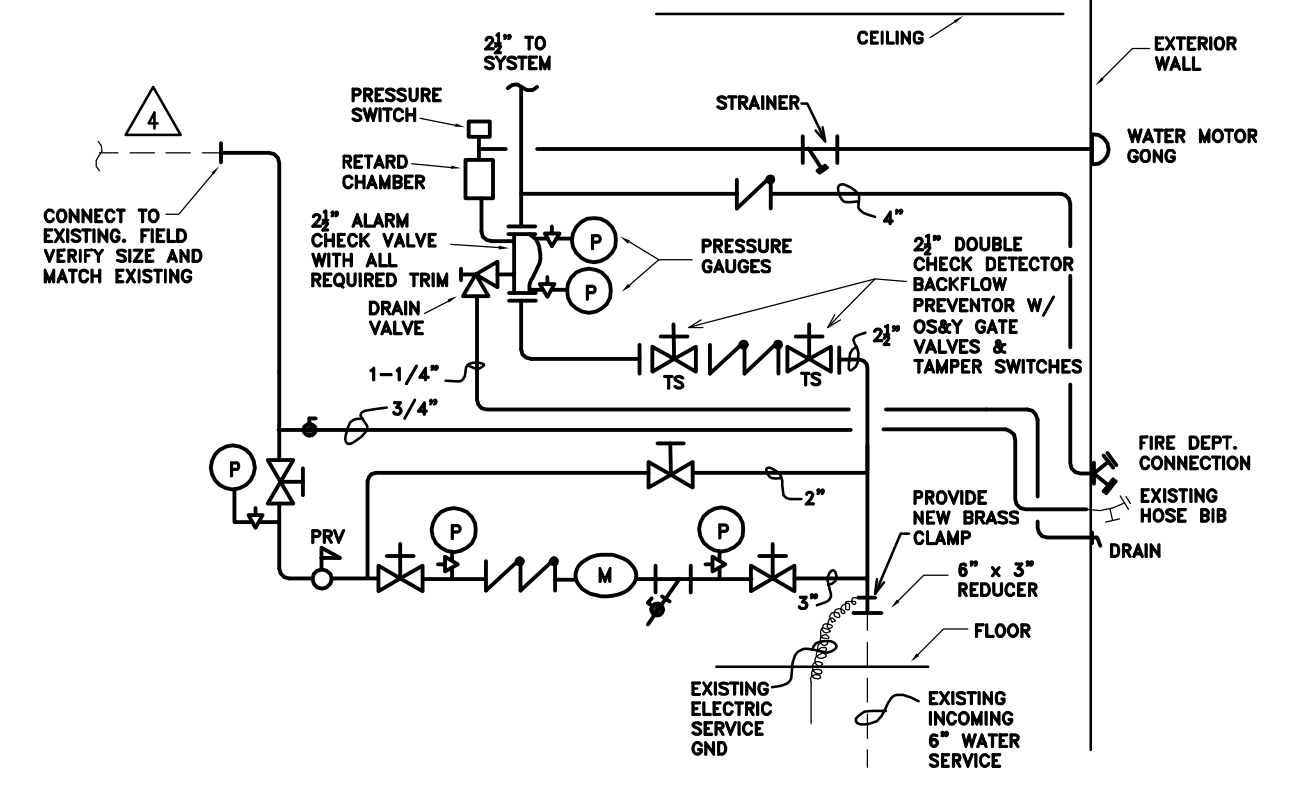 CEILING
2½” TO
SYSTEM
EXTERIOR
WALL
PRESSURE
SWITCH
STRAINER
4
WATER MOTOR
GONG
RETARD
CHAMBER
CONNECT TO
EXISTING. FIELD
VERIFY SIZE AND
MATCH EXISTING
2½” ALARM
CHECK VALVE
WITH ALL
REQUIRED TRIM
4”
P
P
PRESSURE
GAUGES
2½” DOUBLE
CHECK DETECTOR
BACKFLOW
PREVENTOR W/
OS&Y GATE
VALVES &
TAMPER SWITCHES
DRAIN
VALVE
2½”
TS
TS
1-1/4”
3/4”
P
2”
FIRE DEPT.
CONNECTION
EXISTING
HOSE BIB
DRAIN
PROVIDE
NEW BRASS
CLAMP
PRV
P
P
M
3”
6” x 3”
REDUCER
FLOOR
EXISTING
ELECTRIC
SERVICE
GND
EXISTING
INCOMING
6” WATER
SERVICE